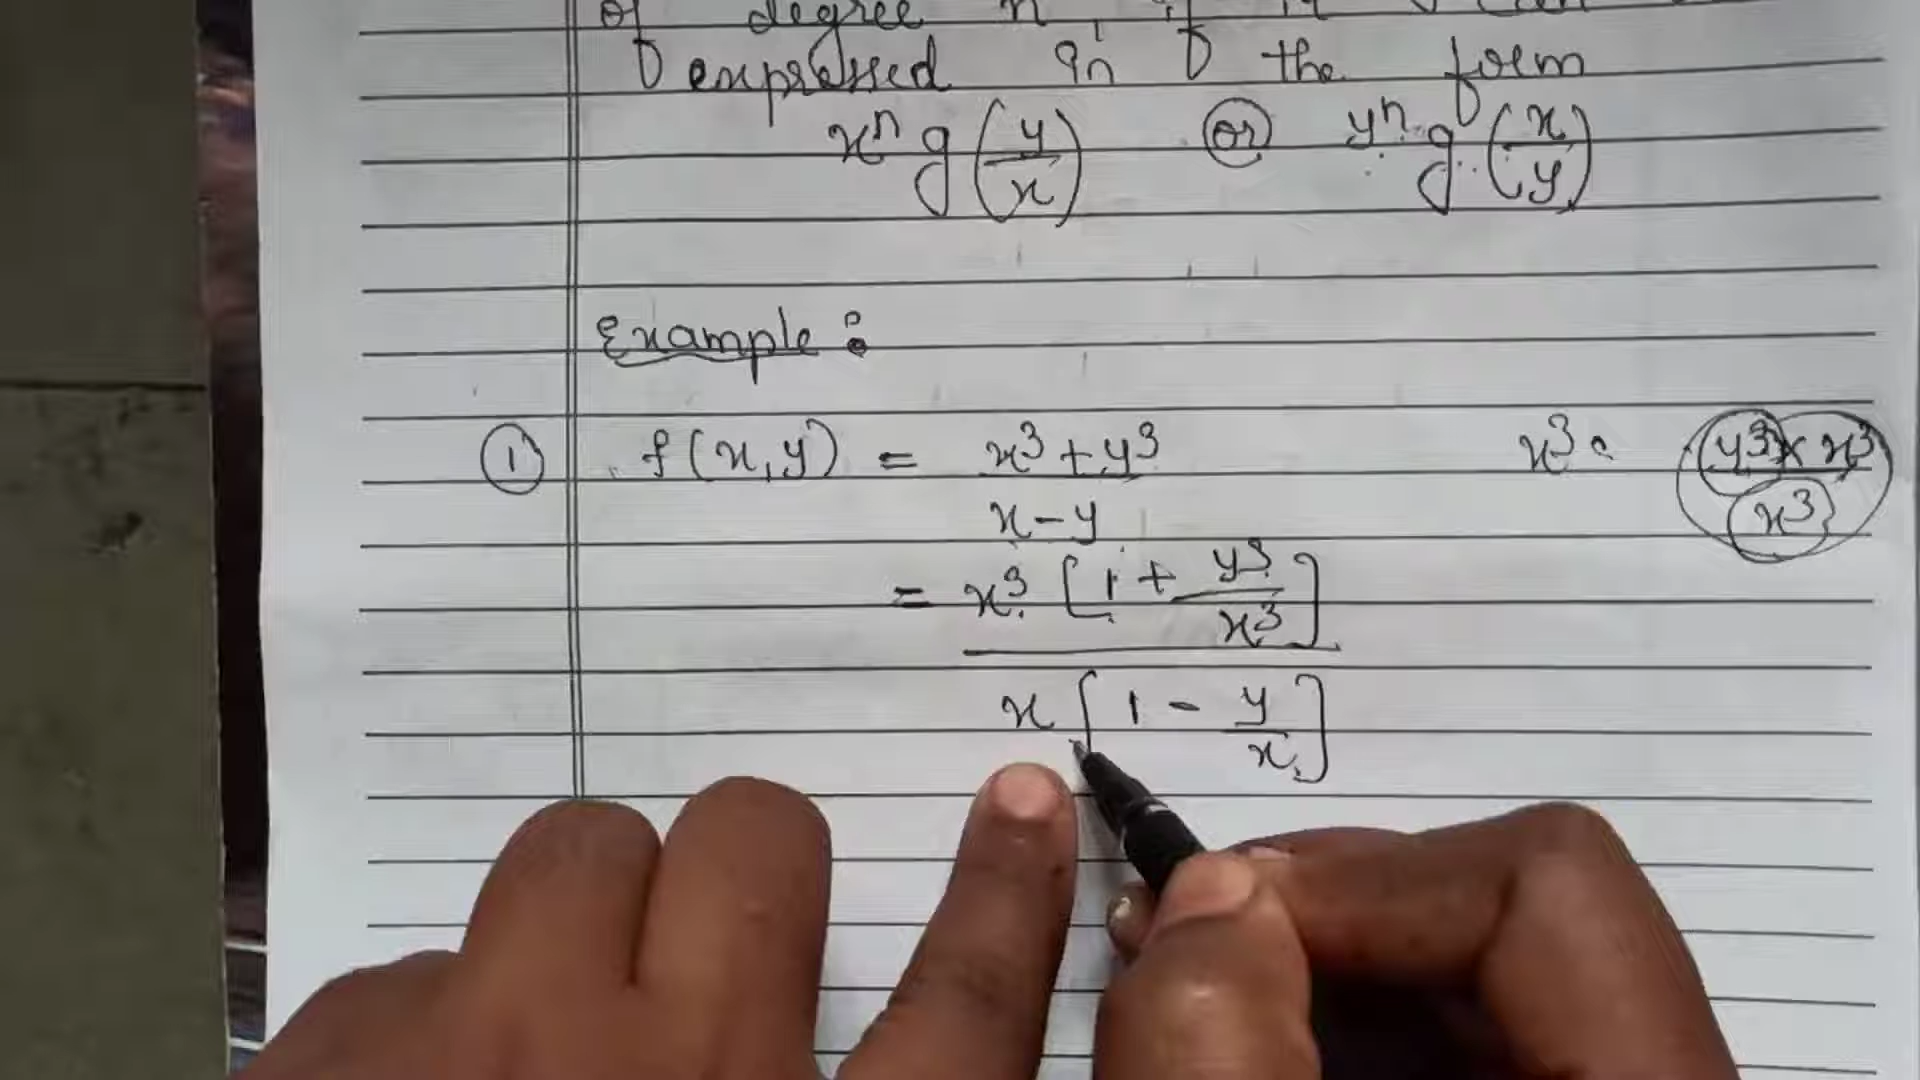 of degree n, if it can
expressed in the form
xⁿ g(y/x) or yⁿ g(x/y)
Example :
① f(x,y) = x³+y³ / x-y x³ y³×x³ / x³
= x³ [1 + y³/x³] / x [1 - y/x]